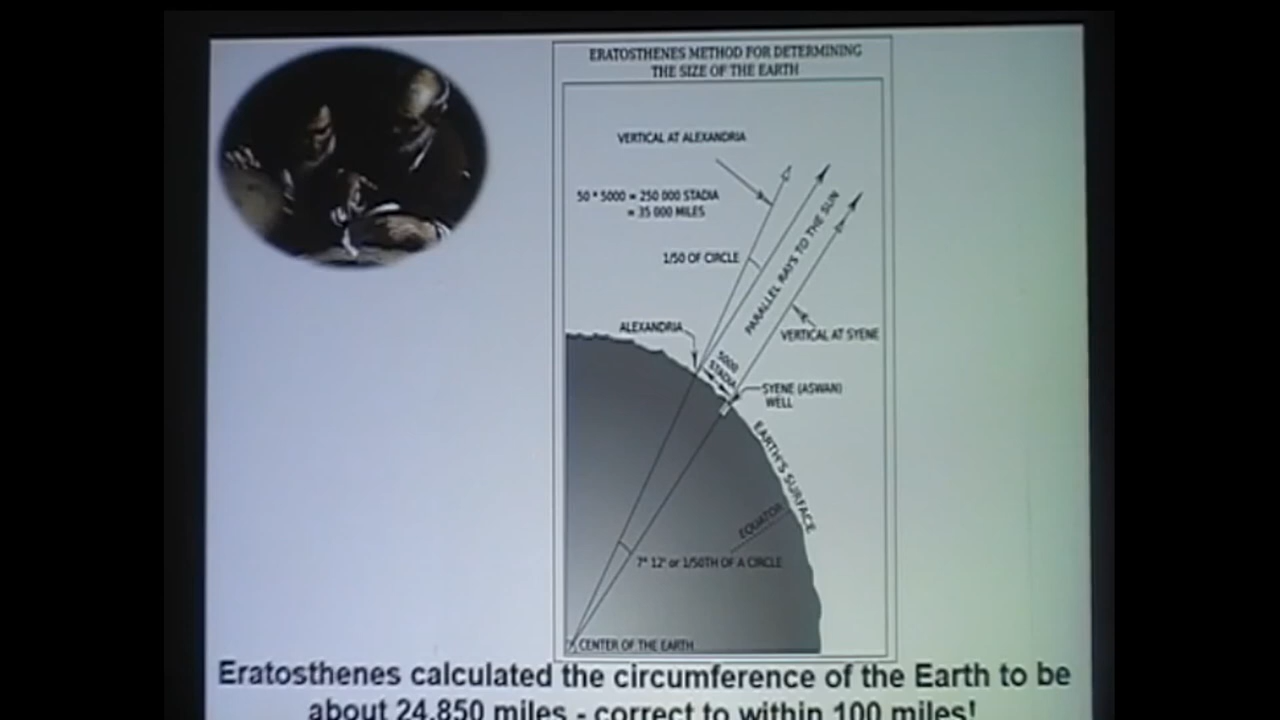 ERATOSTHENES METHOD FOR DETERMINING
THE SIZE OF THE EARTH
VERTICAL AT ALEXANDRIA
50 * 5000 = 250 000 STADIA
= 35 000 MILES
1/50 OF CIRCLE
PARALLEL RAYS TO THE SUN
ALEXANDRIA
VERTICAL AT SYENE
5000
STADIA
SYENE (ASWAN)
WELL
EARTH'S SURFACE
EQUATOR
7° 12' or 1/50TH OF A CIRCLE
CENTER OF THE EARTH
Eratosthenes calculated the circumference of the Earth to be
about 24,850 miles - correct to within 100 miles!